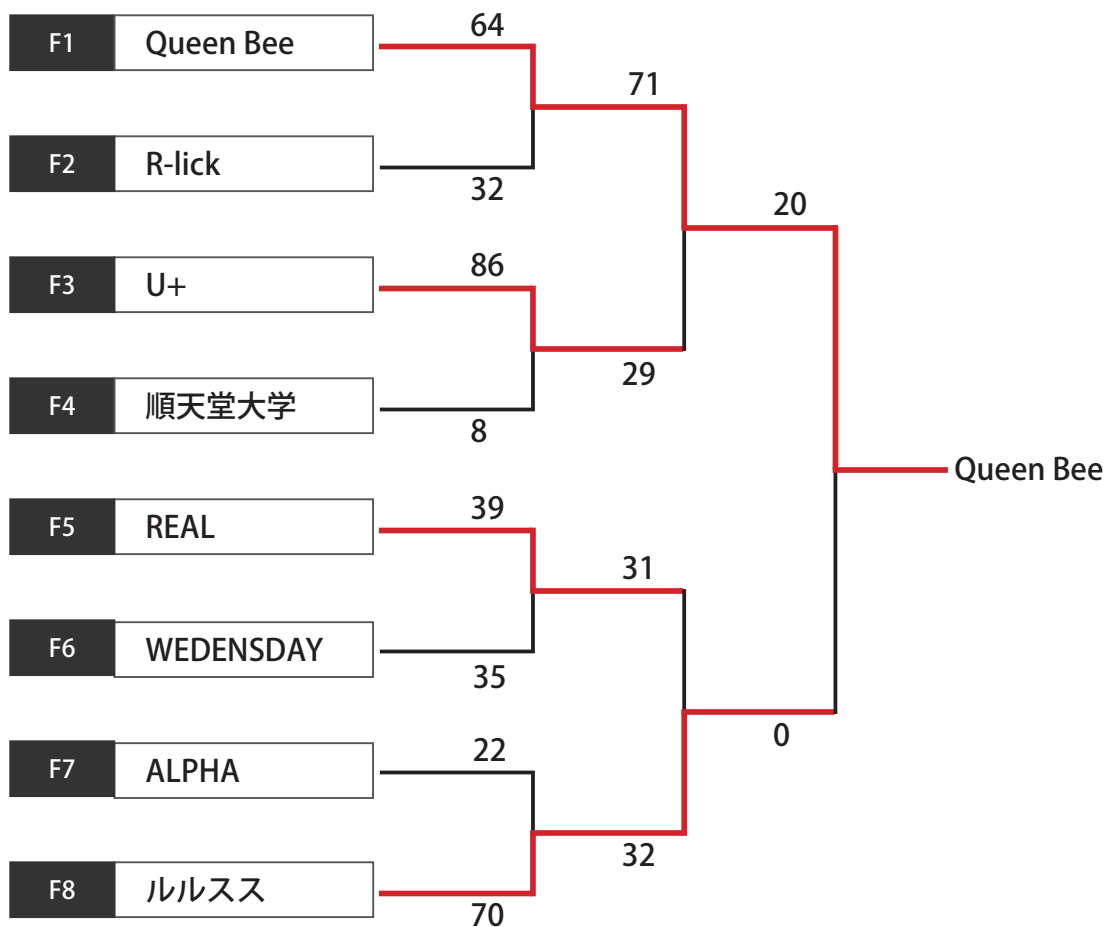 64
F1 Queen Bee
71
F2 R-lick
32
20
86
F3 U+
29
F4 順天堂大学
8
Queen Bee
39
F5 REAL
31
F6 WEDENSDAY
35
0
22
F7 ALPHA
32
F8 ルルスス
70